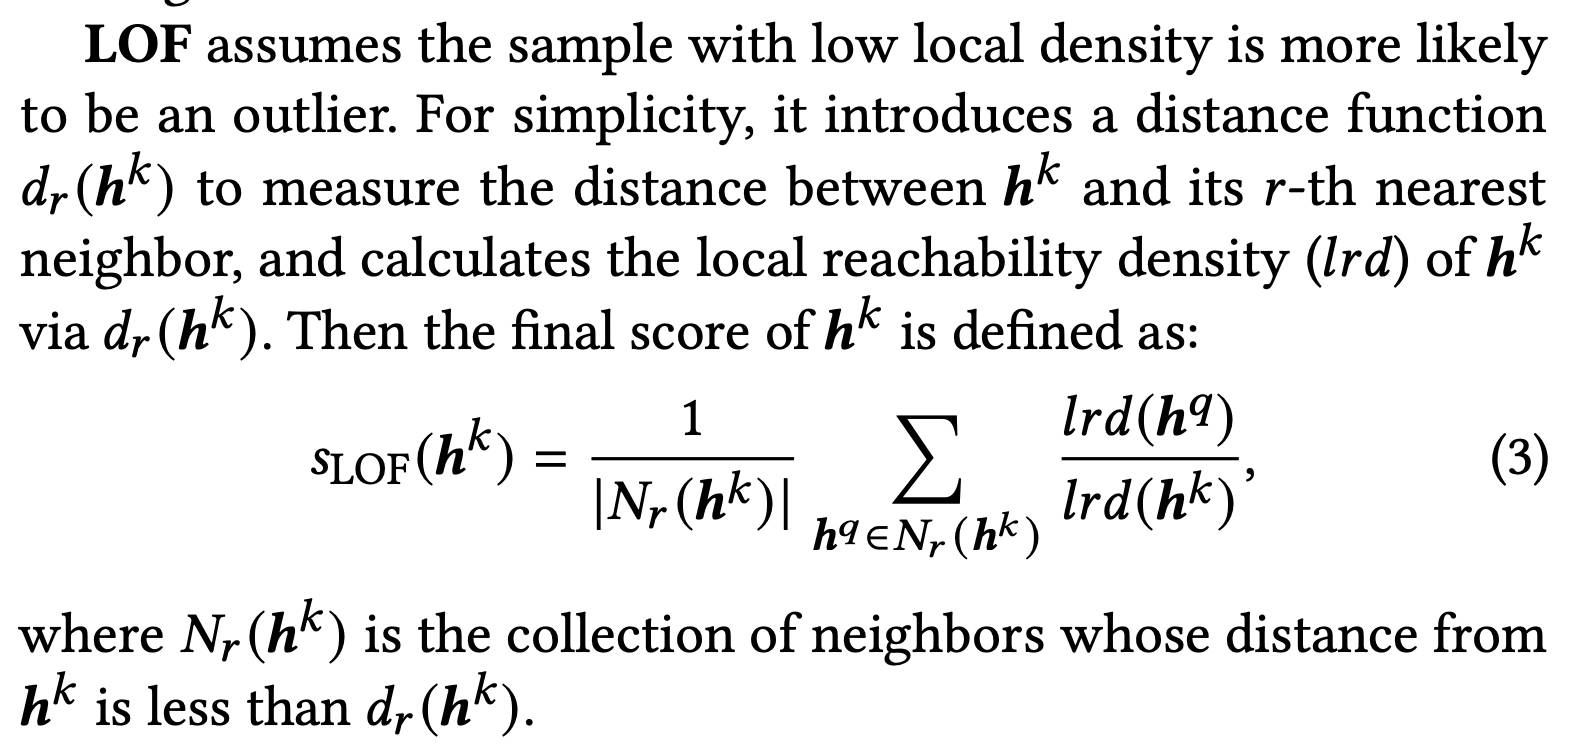 LOF assumes the sample with low local density is more likely
to be an outlier. For simplicity, it introduces a distance function
d_r(h^k) to measure the distance between h^k and its r-th nearest
neighbor, and calculates the local reachability density (lrd) of h^k
via d_r(h^k). Then the final score of h^k is defined as:
s_LOF(h^k) = \frac{1}{|N_r(h^k)|} \sum_{h^q ∈ N_r(h^k)} \frac{lrd(h^q)}{lrd(h^k)}, (3)
where N_r(h^k) is the collection of neighbors whose distance from
h^k is less than d_r(h^k).